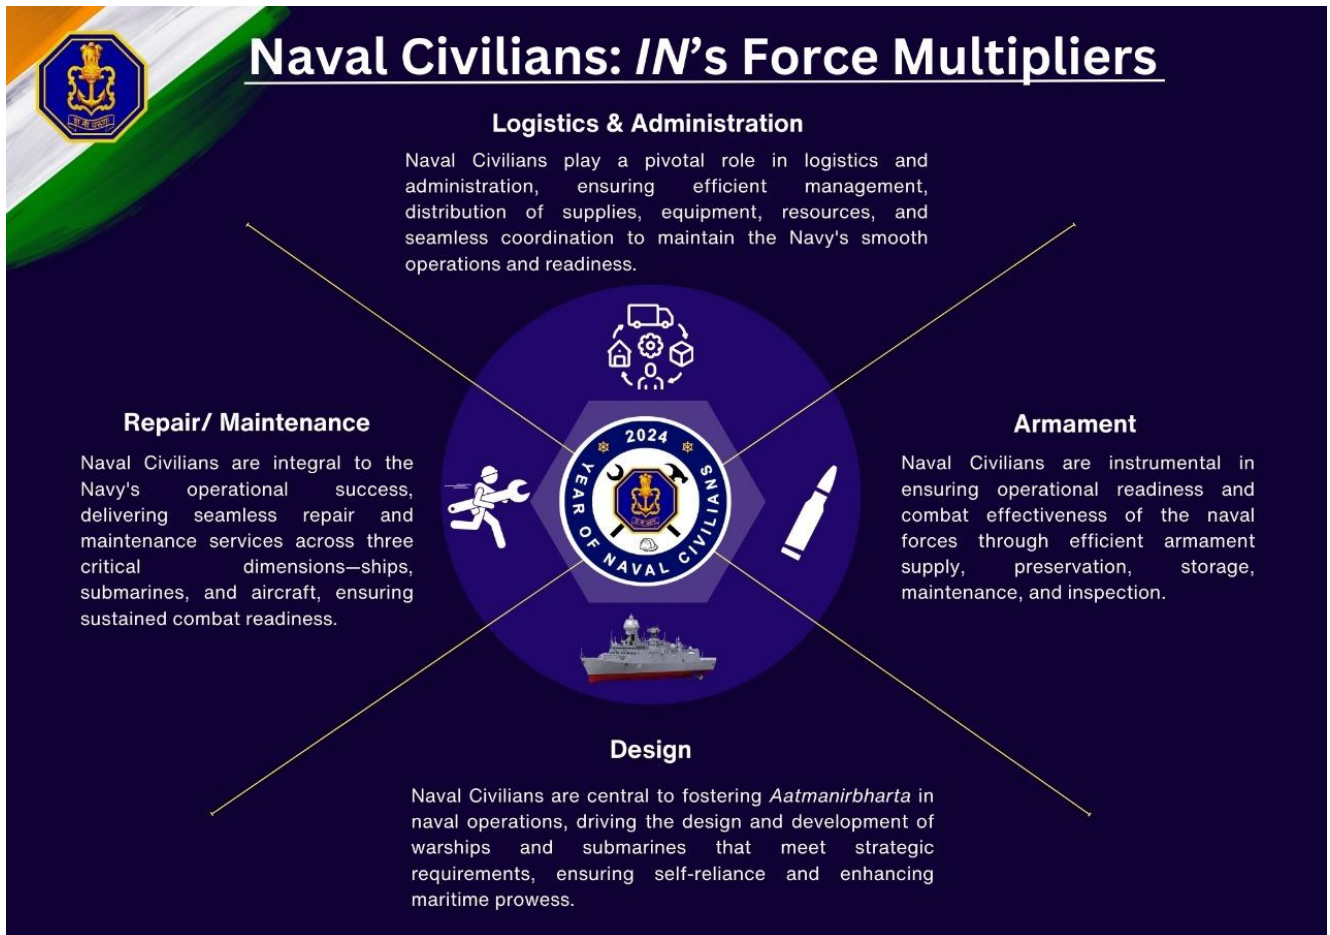 Naval Civilians: IN's Force Multipliers
Logistics & Administration
Naval Civilians play a pivotal role in logistics and
administration, ensuring efficient management,
distribution of supplies, equipment, resources, and
seamless coordination to maintain the Navy's smooth
operations and readiness.
Repair/ Maintenance
Naval Civilians are integral to the
Navy's operational success,
delivering seamless repair and
maintenance services across three
critical dimensions—ships,
submarines, and aircraft, ensuring
sustained combat readiness.
2024
YEAR OF NAVAL CIVILIANS
Armament
Naval Civilians are instrumental in
ensuring operational readiness and
combat effectiveness of the naval
forces through efficient armament
supply, preservation, storage,
maintenance, and inspection.
Design
Naval Civilians are central to fostering Aatmanirbharta in
naval operations, driving the design and development of
warships and submarines that meet strategic
requirements, ensuring self-reliance and enhancing
maritime prowess.